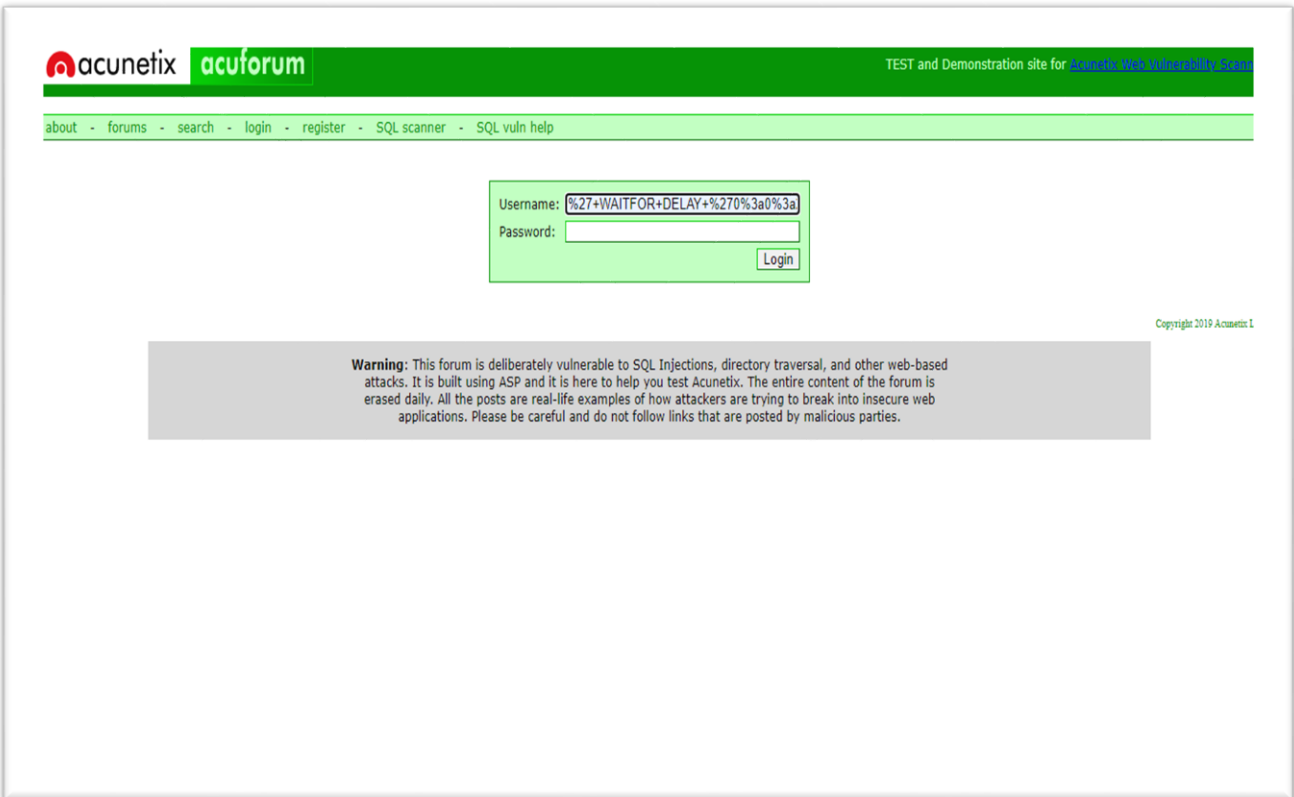 acunetix acuforum
TEST and Demonstration site for Acunetix Web Vulnerability Scann
about - forums - search - login - register - SQL scanner - SQL vuln help
Username: %27+WAITFOR+DELAY+%270%3a0%3a
Password:
Login
Copyright 2019 Acunetix L
Warning: This forum is deliberately vulnerable to SQL Injections, directory traversal, and other web-based
attacks. It is built using ASP and it is here to help you test Acunetix. The entire content of the forum is
erased daily. All the posts are real-life examples of how attackers are trying to break into insecure web
applications. Please be careful and do not follow links that are posted by malicious parties.